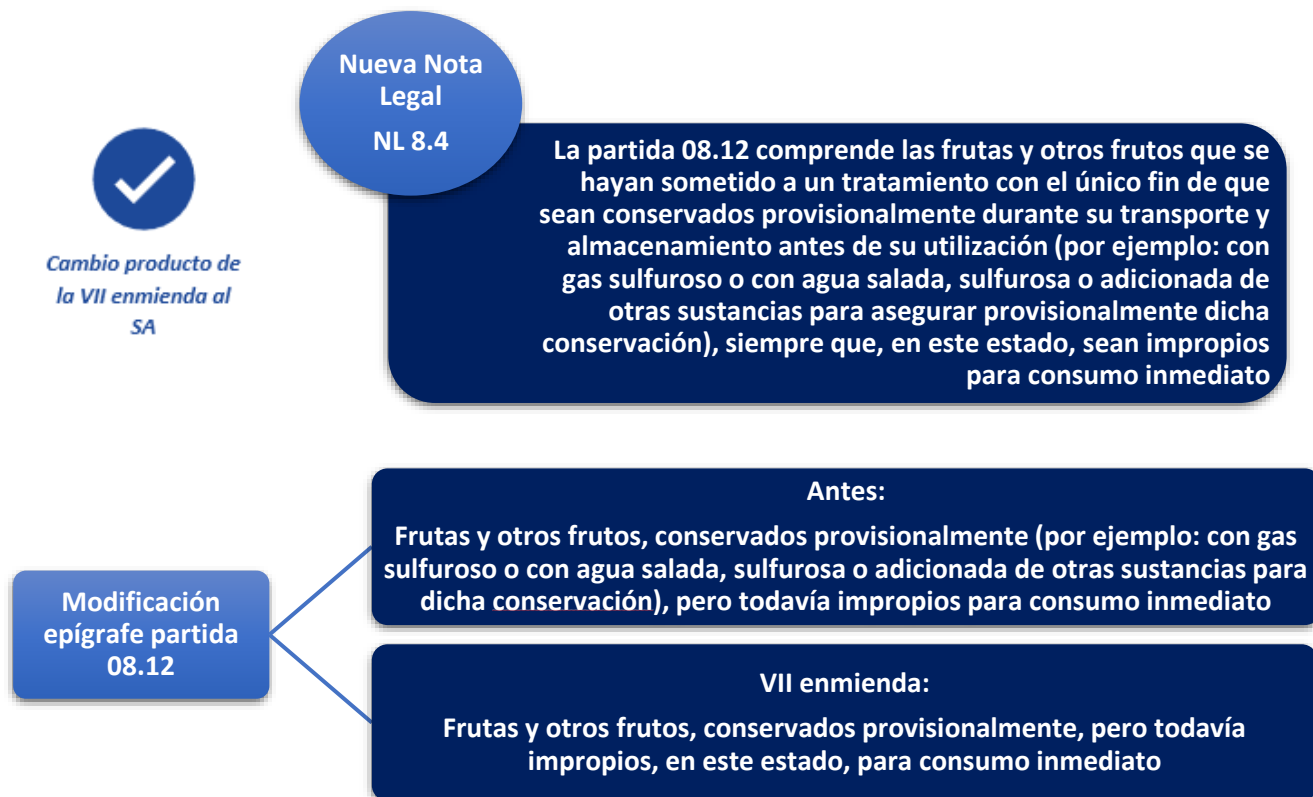 Nueva Nota
Legal
NL 8.4
La partida 08.12 comprende las frutas y otros frutos que se
hayan sometido a un tratamiento con el único fin de que
sean conservados provisionalmente durante su transporte y
almacenamiento antes de su utilización (por ejemplo: con
gas sulfuroso o con agua salada, sulfurosa o adicionada de
otras sustancias para asegurar provisionalmente dicha
conservación), siempre que, en este estado, sean impropios
para consumo inmediato
Cambio producto de
la VII enmienda al
SA
Modificación
epígrafe partida
08.12
Antes:
Frutas y otros frutos, conservados provisionalmente (por ejemplo: con gas
sulfuroso o con agua salada, sulfurosa o adicionada de otras sustancias para
dicha conservación), pero todavía impropios para consumo inmediato
VII enmienda:
Frutas y otros frutos, conservados provisionalmente, pero todavía
impropios, en este estado, para consumo inmediato